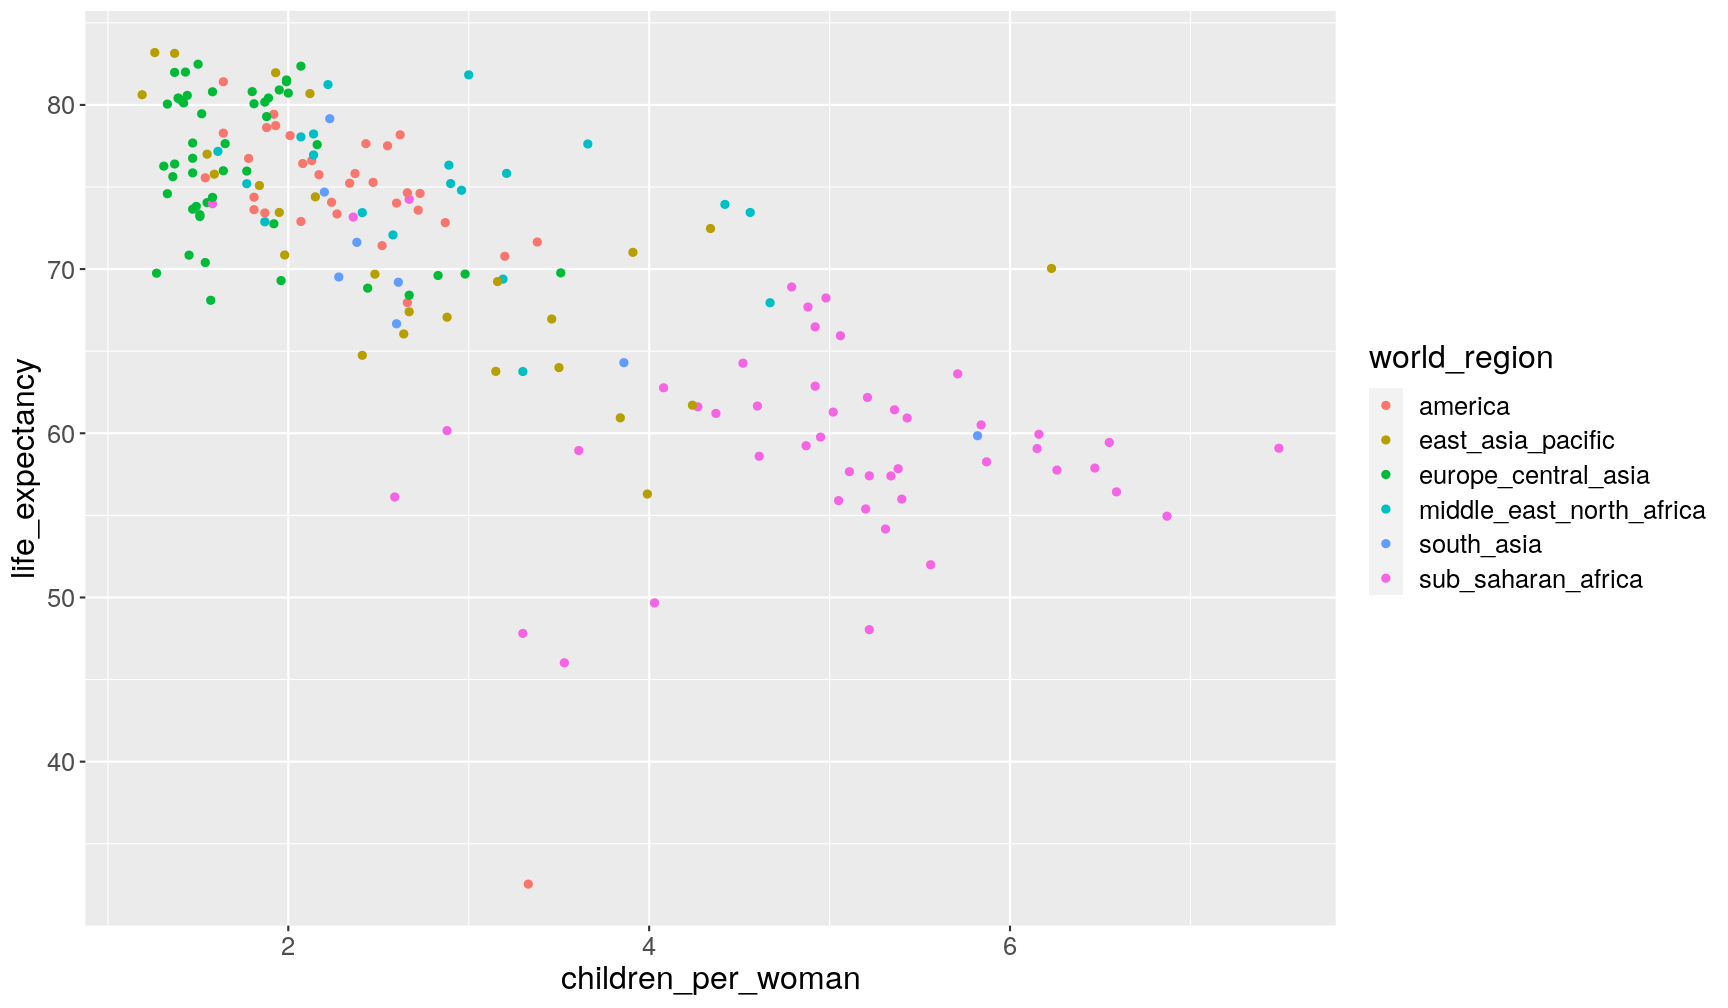 80
70
60
50
40
life_expectancy
2 4 6
children_per_woman
world_region
america
east_asia_pacific
europe_central_asia
middle_east_north_africa
south_asia
sub_saharan_africa